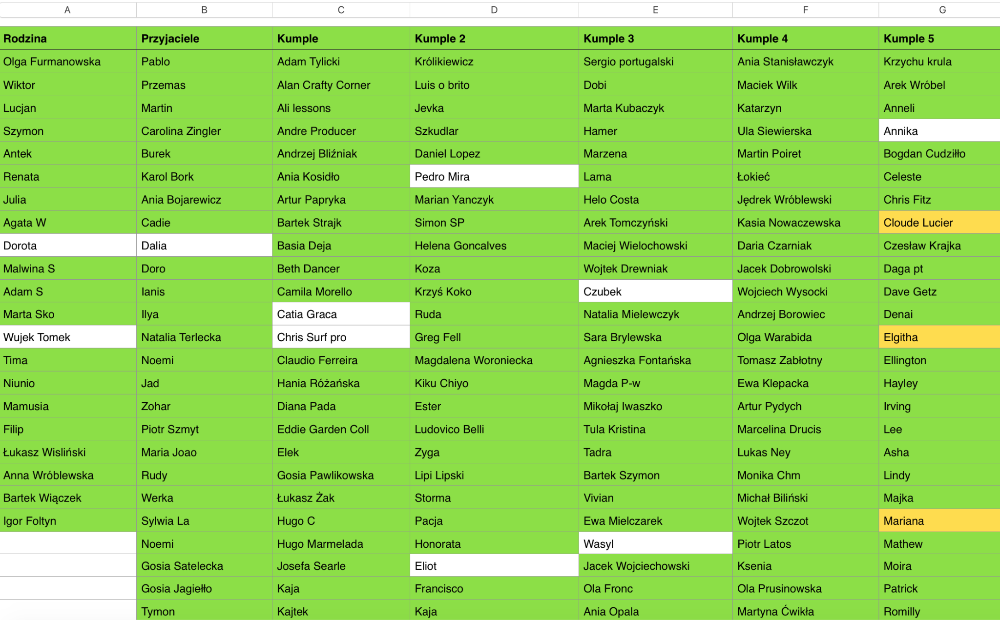 A B C D E F G
Rodzina Przyjaciele Kumple Kumple 2 Kumple 3 Kumple 4 Kumple 5
Olga Furmanowska Pablo Adam Tylicki Królikiewicz Sergio portugalski Ania Stanisławczyk Krzychu krula
Wiktor Przemas Alan Crafty Corner Luis o brito Dobi Maciek Wilk Arek Wróbel
Lucjan Martin Ali lessons Jevka Marta Kubaczyk Katarzyn Anneli
Szymon Carolina Zingler Andre Producer Szkudlar Hamer Ula Siewierska Annika
Antek Burek Andrzej Bliźniak Daniel Lopez Marzena Martin Poiret Bogdan Cudziłło
Renata Karol Bork Ania Kosidło Pedro Mira Lama Łokieć Celeste
Julia Ania Bojarewicz Artur Papryka Marian Yanczyk Helo Costa Jędrek Wróblewski Chris Fitz
Agata W Cadie Bartek Strajk Simon SP Arek Tomczyński Kasia Nowaczewska Cloude Lucier
Dorota Dalia Basia Deja Helena Goncalves Maciej Wielochowski Daria Czarniak Czesław Krajka
Malwina S Doro Beth Dancer Koza Wojtek Drewniak Jacek Dobrowolski Daga pt
Adam S Ianis Camila Morello Krzyś Koko Czubek Wojciech Wysocki Dave Getz
Marta Sko Ilya Catia Graca Ruda Natalia Mielewczyk Andrzej Borowiec Denai
Wujek Tomek Natalia Terlecka Chris Surf pro Greg Fell Sara Brylewska Olga Warabida Elgitha
Tima Noemi Claudio Ferreira Magdalena Woroniecka Agnieszka Fontańska Tomasz Zabłotny Ellington
Niunio Jad Hania Różańska Kiku Chiyo Magda P-w Ewa Klepacka Hayley
Mamusia Zohar Diana Pada Ester Mikołaj Iwaszko Artur Pydych Irving
Filip Piotr Szmyt Eddie Garden Coll Ludovico Belli Tula Kristina Marcelina Drucis Lee
Łukasz Wisliński Maria Joao Elek Zyga Tadra Lukas Ney Asha
Anna Wróblewska Rudy Gosia Pawlikowska Lipi Lipski Bartek Szymon Monika Chm Lindy
Bartek Wiączek Werka Łukasz Żak Storma Vivian Michał Biliński Majka
Igor Foltyn Sylwia La Hugo C Pacja Ewa Mielczarek Wojtek Szczot Mariana
Noemi Hugo Marmelada Honorata Wasyl Piotr Latos Mathew
Gosia Satelecka Josefa Searle Eliot Jacek Wojciechowski Ksenia Moira
Gosia Jagiełło Kaja Francisco Ola Fronc Ola Prusinowska Patrick
Tymon Kajtek Kaja Ania Opala Martyna Ćwikła Romilly